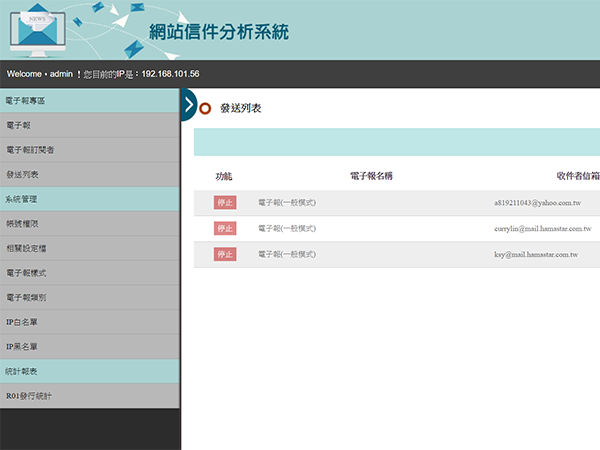 NEWS
網站信件分析系統
Welcome，admin ！您目前的IP是：192.168.101.56
電子報專區
電子報
電子報訂閱者
發送列表
系統管理
帳號權限
相關設定檔
電子報樣式
電子報類別
IP白名單
IP黑名單
統計報表
R01發行統計
發送列表
功能 電子報名稱 收件者信箱
停止 電子報(一般模式) a819211043@yahoo.com.tw
停止 電子報(一般模式) currylin@mail.hamastar.com.tw
停止 電子報(一般模式) ksy@mail.hamastar.com.tw